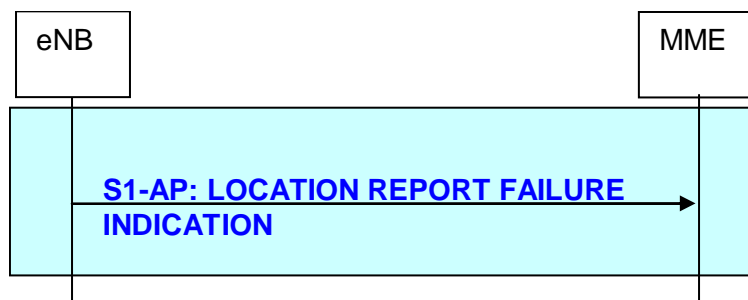 eNB
MME
S1-AP: LOCATION REPORT FAILURE
INDICATION